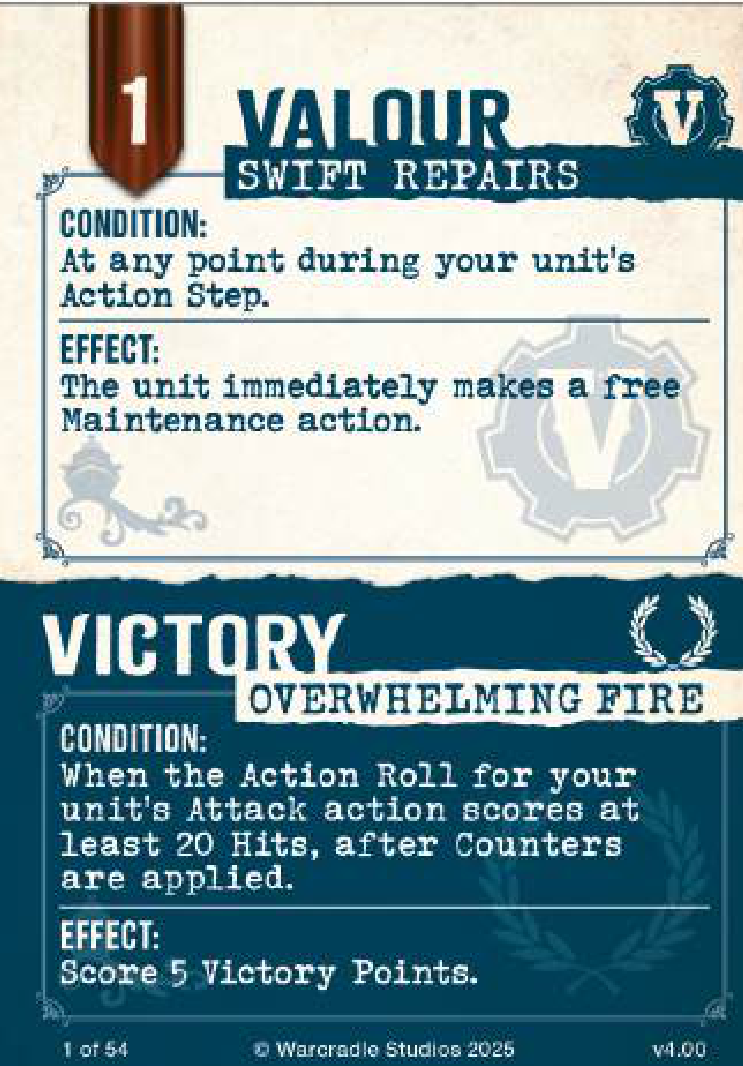 1
VALOUR
V
SWIFT REPAIRS
CONDITION:
At any point during your unit's
Action Step.
EFFECT:
The unit immediately makes a free
Maintenance action.
V
VICTORY
OVERWHELMING FIRE
CONDITION:
When the Action Roll for your
unit's Attack action scores at
least 20 Hits, after Counters
are applied.
EFFECT:
Score 5 Victory Points.
1 of 54 © Warcradle Studios 2025 v4.00